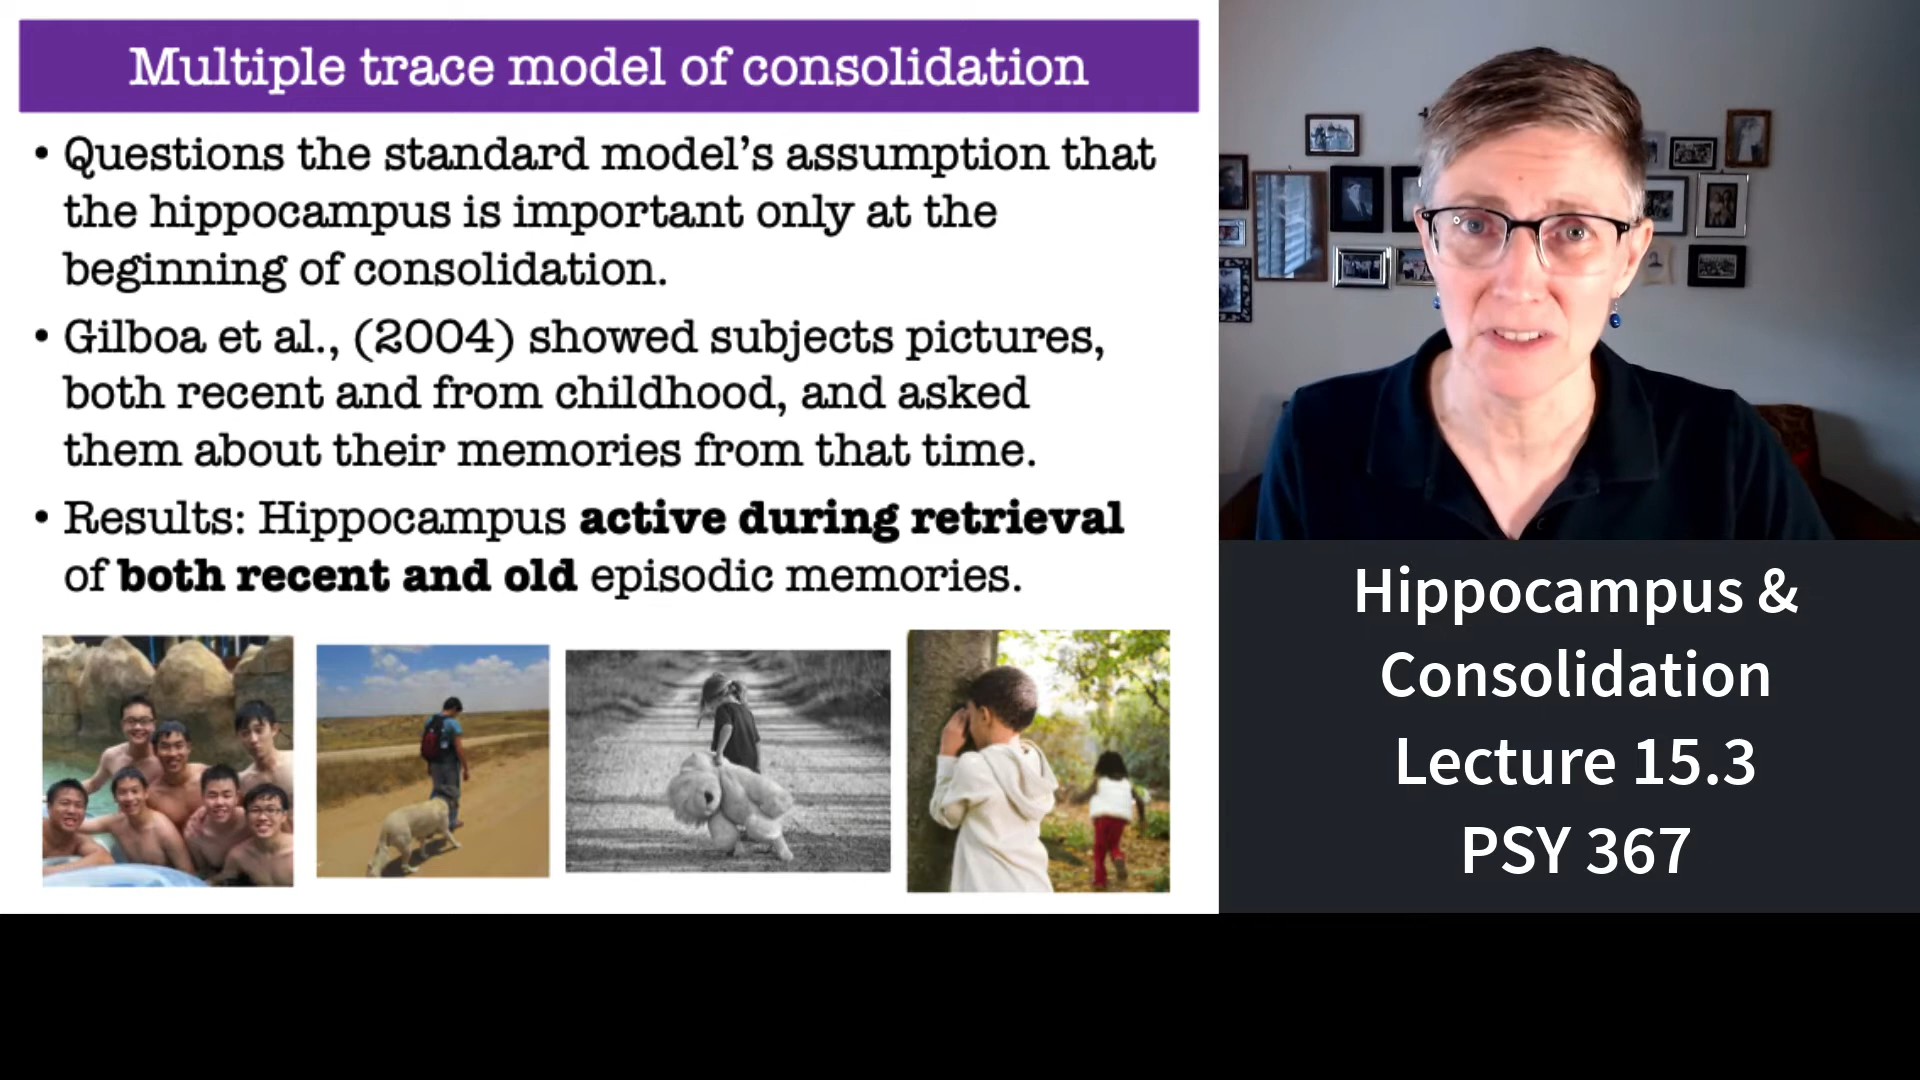 Multiple trace model of consolidation
• Questions the standard model’s assumption that
the hippocampus is important only at the
beginning of consolidation.
• Gilboa et al., (2004) showed subjects pictures,
both recent and from childhood, and asked
them about their memories from that time.
• Results: Hippocampus active during retrieval
of both recent and old episodic memories.
Hippocampus &
Consolidation
Lecture 15.3
PSY 367